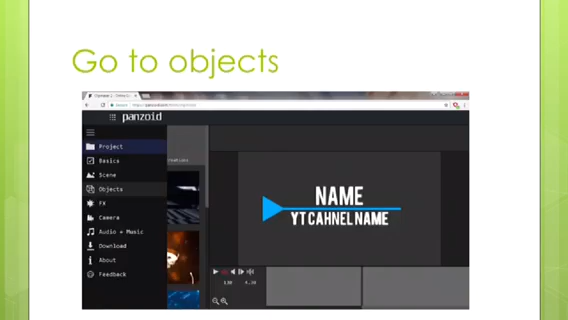 Go to objects
panzoid
Project
Basics
Scene
Objects
FX
Camera
Audio + Music
Download
About
Feedback
NAME
YT CAHNEL NAME